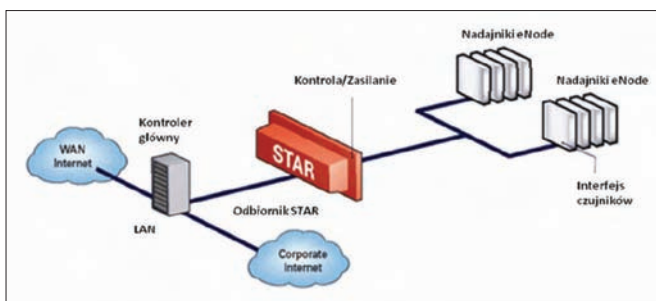 Nadajniki eNode
Kontrola/Zasilanie
Nadajniki eNode
Kontroler
główny
WAN
Internet
STAR
Interfejs
czujników
Odbiornik STAR
LAN
Corporate
Internet